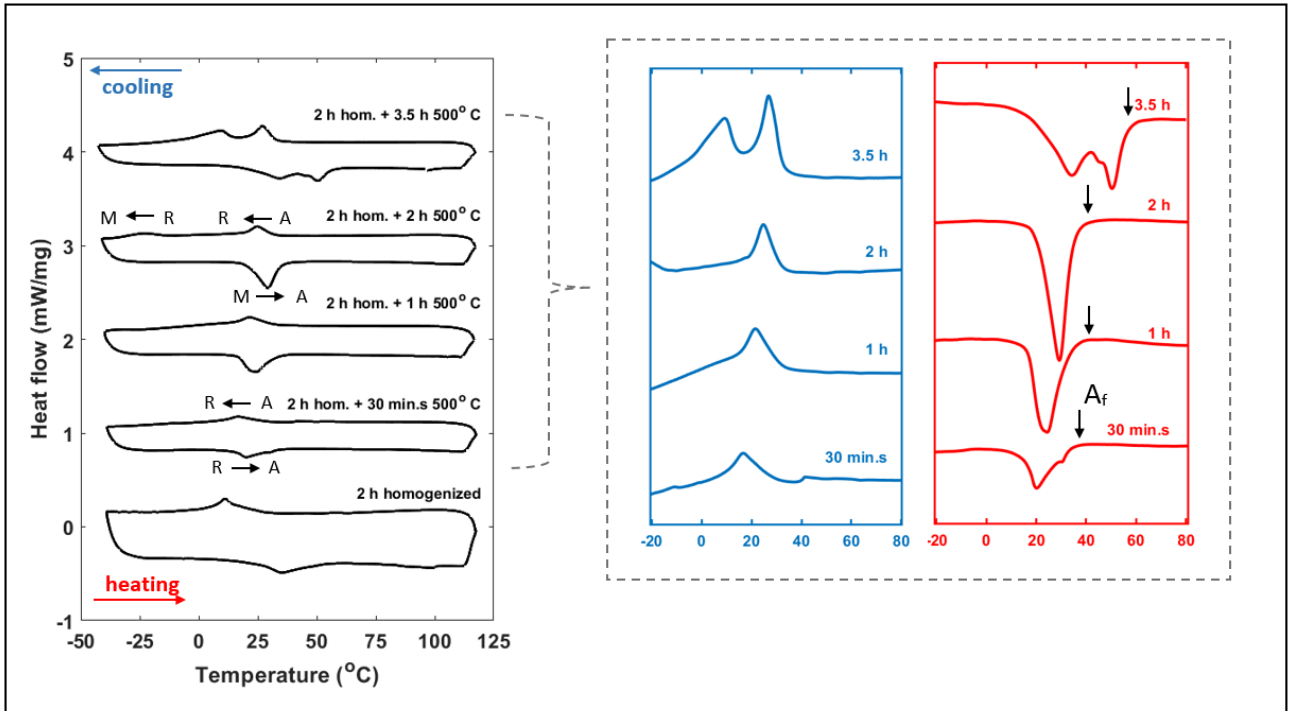 cooling
heating
Heat flow (mW/mg)
5
4
3
2
1
0
-1
-50 -25 0 25 50 75 100 125
Temperature (°C)
2 h hom. + 3.5 h 500° C
M ← R R ← A 2 h hom. + 2 h 500° C
M → A
2 h hom. + 1 h 500° C
R ← A 2 h hom. + 30 min.s 500° C
R → A
2 h homogenized
3.5 h
2 h
1 h
30 min.s
-20 0 20 40 60 80
3.5 h
2 h
1 h
Af
30 min.s
-20 0 20 40 60 80